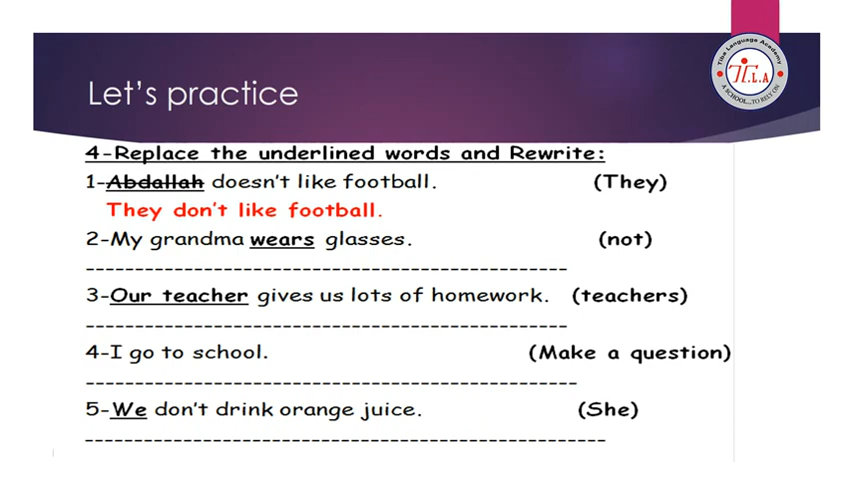 Let's practice
Tiba Language Academy
T.L.A
A SCHOOL...TO RELY ON
4-Replace the underlined words and Rewrite:
1-Abdallah doesn't like football. (They)
They don't like football.
2-My grandma wears glasses. (not)
------------------------------------------------
3-Our teacher gives us lots of homework. (teachers)
------------------------------------------------
4-I go to school. (Make a question)
-------------------------------------------------
5-We don't drink orange juice. (She)
----------------------------------------------------